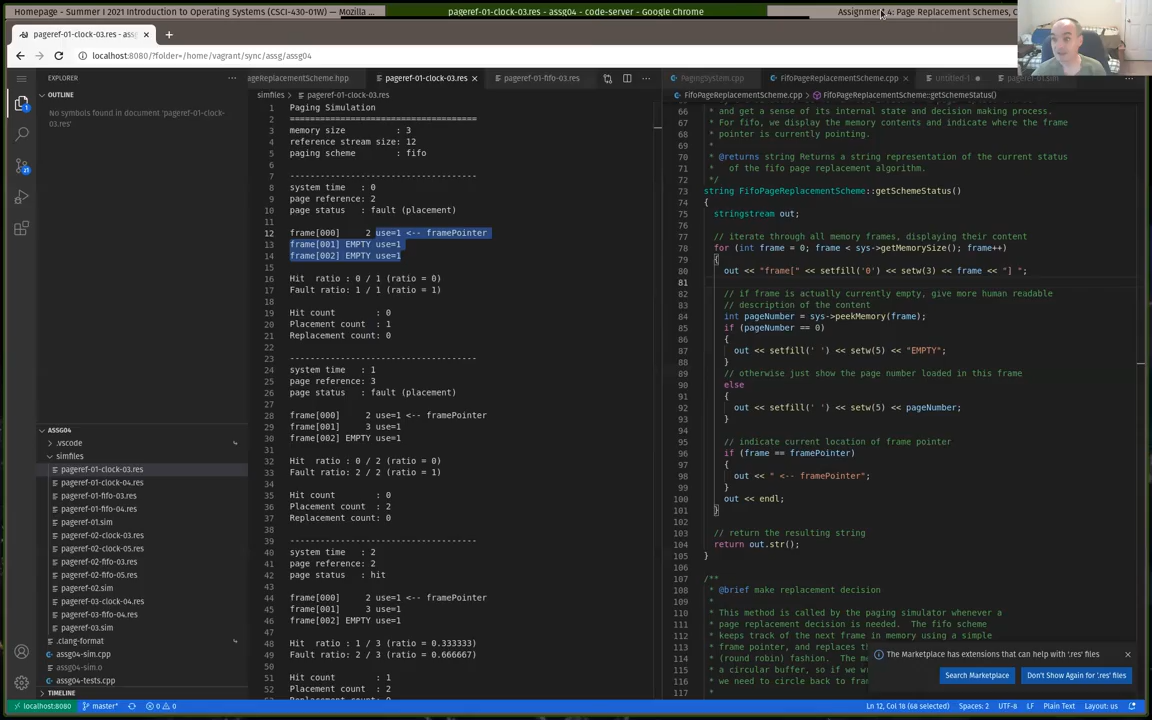 Homepage - Summer I 2021 Introduction to Operating Systems (CSCI-430-01W) — Mozilla ...
pageref-01-clock-03.res - assg04 - code-server - Google Chrome
Assignment 4: Page Replacement Schemes, C
pageref-01-clock-03.res - assg
localhost:8080/?folder=/home/vagrant/sync/assg/assg04
EXPLORER
OUTLINE
No symbols found in document 'pageref-01-clock-03.res'
ASSG04
.vscode
simfiles
pageref-01-clock-03.res
pageref-01-clock-04.res
pageref-01-fifo-03.res
pageref-01-fifo-04.res
pageref-01.sim
pageref-02-clock-03.res
pageref-02-clock-05.res
pageref-02-fifo-03.res
pageref-02-fifo-05.res
pageref-02.sim
pageref-03-clock-04.res
pageref-03-fifo-04.res
pageref-03.sim
.clang-format
assg04-sim.cpp
assg04-sim.o
assg04-tests.cpp
TIMELINE
ageReplacementScheme.hpp
pageref-01-clock-03.res
pageref-01-fifo-03.res
simfiles
pageref-01-clock-03.res
1 Paging Simulation
2 =======================================
3 memory size : 3
4 reference stream size: 12
5 paging scheme : fifo
6
7 ---------------------------------------
8 system time : 0
9 page reference: 2
10 page status : fault (placement)
11
12 frame[000] 2 use=1 <-- framePointer
13 frame[001] EMPTY use=1
14 frame[002] EMPTY use=1
15
16 Hit ratio : 0 / 1 (ratio = 0)
17 Fault ratio: 1 / 1 (ratio = 1)
18
19 Hit count : 0
20 Placement count : 1
21 Replacement count: 0
22
23 ---------------------------------------
24 system time : 1
25 page reference: 3
26 page status : fault (placement)
27
28 frame[000] 2 use=1 <-- framePointer
29 frame[001] 3 use=1
30 frame[002] EMPTY use=1
31
32 Hit ratio : 0 / 2 (ratio = 0)
33 Fault ratio: 2 / 2 (ratio = 1)
34
35 Hit count : 0
36 Placement count : 2
37 Replacement count: 0
38
39 ---------------------------------------
40 system time : 2
41 page reference: 2
42 page status : hit
43
44 frame[000] 2 use=1 <-- framePointer
45 frame[001] 3 use=1
46 frame[002] EMPTY use=1
47
48 Hit ratio : 1 / 3 (ratio = 0.333333)
49 Fault ratio: 2 / 3 (ratio = 0.666667)
50
51 Hit count : 1
52 Placement count : 2
53 Replacement count: 0
PagingSystem.cpp
FifoPageReplacementScheme.cpp
untitled-1
pageref-01.sim
FifoPageReplacementScheme.cpp
FifoPageReplacementScheme::getSchemeStatus()
66 * and get a sense of its internal state and decision making process.
67 * For fifo, we display the memory contents and indicate where the frame
68 * pointer is currently pointing.
69 *
70 * @returns string Returns a string representation of the current status
71 * of the fifo page replacement algorithm.
72 */
73 string FifoPageReplacementScheme::getSchemeStatus()
74 {
75 stringstream out;
76
77 // iterate through all memory frames, displaying their content
78 for (int frame = 0; frame < sys->getMemorySize(); frame++)
79 {
80 out << "frame[" << setfill('0') << setw(3) << frame << "] ";
81
82 // if frame is actually currently empty, give more human readable
83 // description of the content
84 int pageNumber = sys->peekMemory(frame);
85 if (pageNumber == 0)
86 {
87 out << setfill(' ') << setw(5) << "EMPTY";
88 }
89 // otherwise just show the page number loaded in this frame
90 else
91 {
92 out << setfill(' ') << setw(5) << pageNumber;
93 }
94
95 // indicate current location of frame pointer
96 if (frame == framePointer)
97 {
98 out << " <-- framePointer";
99 }
100 out << endl;
101 }
102
103 // return the resulting string
104 return out.str();
105 }
106
107 /**
108 * @brief make replacement decision
109 *
110 * This method is called by the paging simulator whenever a
111 * page replacement decision is needed. The fifo scheme
112 * keeps track of the next frame in memory using a simple
113 * frame pointer, and replaces th
114 * (round robin) fashion. The me
115 * a circular buffer, so if we wr
116 * we need to circle back to fram
117 *
The Marketplace has extensions that can help with '.res' files
Search Marketplace
Don't Show Again for '.res' files
localhost:8080
master*
0
0
Ln 12, Col 18 (68 selected)
Spaces: 2
UTF-8
LF
Plain Text
Layout: us